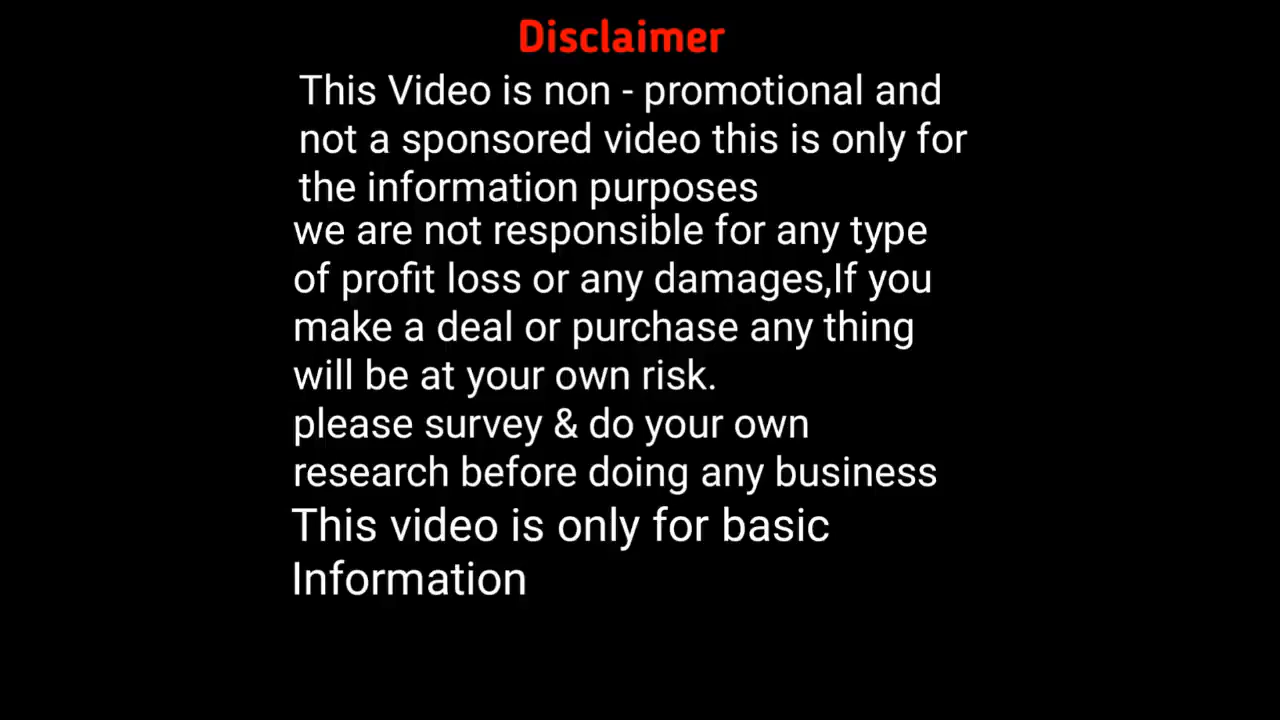 Disclaimer
This Video is non - promotional and
not a sponsored video this is only for
the information purposes
we are not responsible for any type
of profit loss or any damages,If you
make a deal or purchase any thing
will be at your own risk.
please survey & do your own
research before doing any business
This video is only for basic
Information